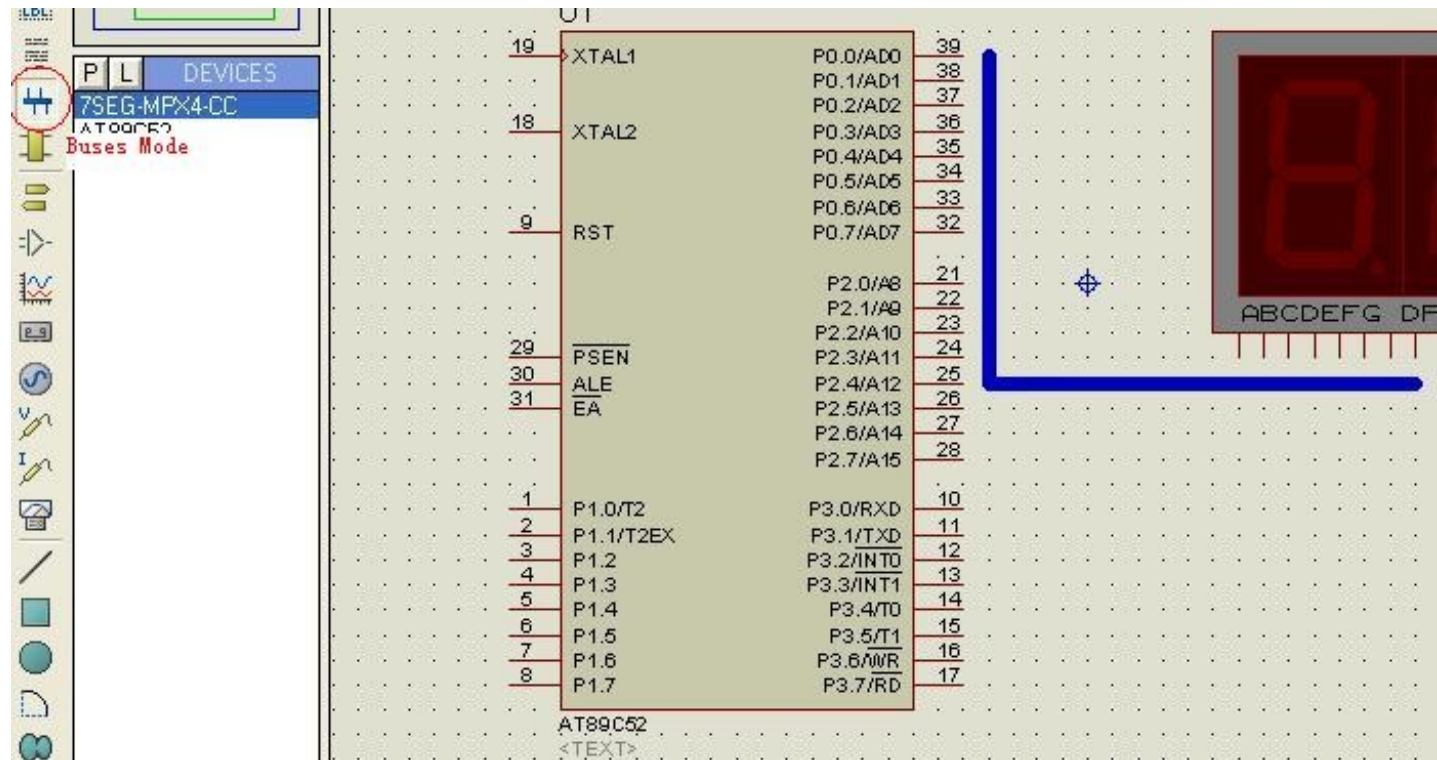 :LBL:
U1
P L DEVICES
7SEG-MPX4-CC
AT89C52
Buses Mode
19 XTAL1 P0.0/AD0 39
P0.1/AD1 38
P0.2/AD2 37
18 XTAL2 P0.3/AD3 36
P0.4/AD4 35
P0.5/AD5 34
P0.6/AD6 33
9 RST P0.7/AD7 32
P2.0/A8 21
P2.1/A9 22
P2.2/A10 23
29 PSEN P2.3/A11 24
30 ALE P2.4/A12 25
31 EA P2.5/A13 26
P2.6/A14 27
P2.7/A15 28
1 P1.0/T2 P3.0/RXD 10
2 P1.1/T2EX P3.1/TXD 11
3 P1.2 P3.2/INT0 12
4 P1.3 P3.3/INT1 13
5 P1.4 P3.4/T0 14
6 P1.5 P3.5/T1 15
7 P1.6 P3.6/WR 16
8 P1.7 P3.7/RD 17
AT89C52
<TEXT>
ABCDEFG DP
V
I